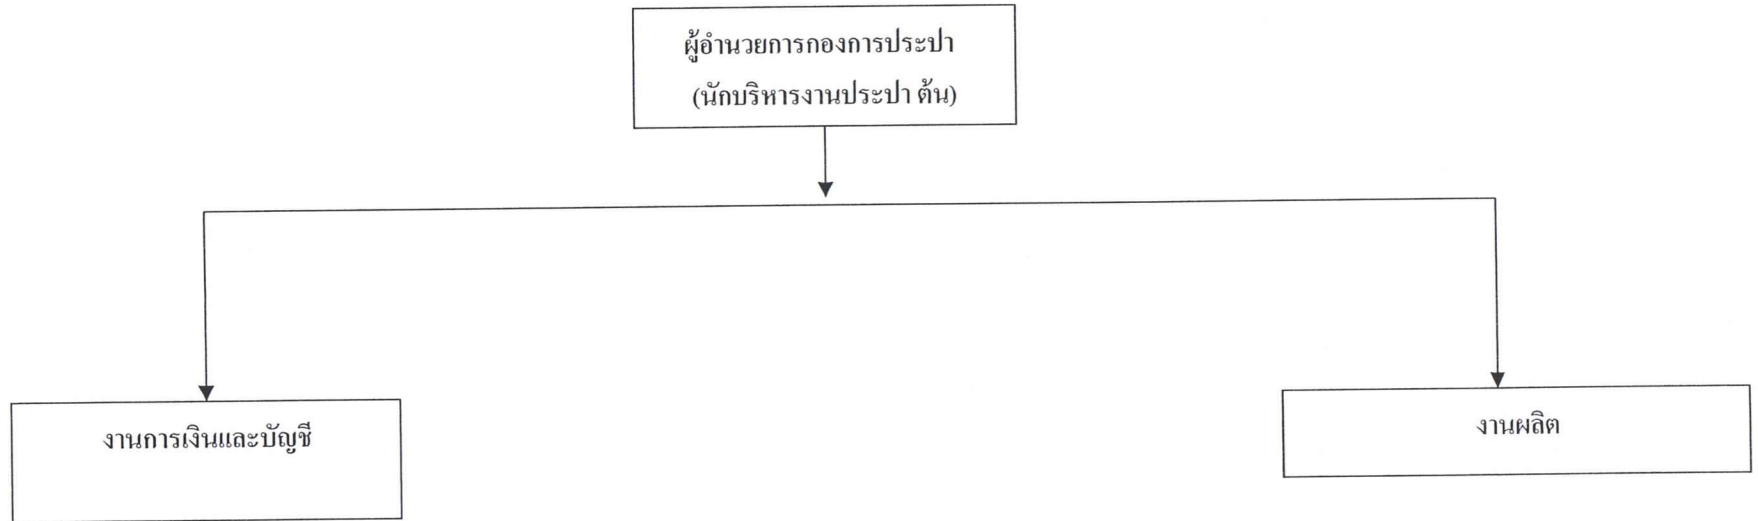 ผู้อำนวยการกองการประปา
(นักบริหารงานประปา ต้น)
งานการเงินและบัญชี
งานผลิต